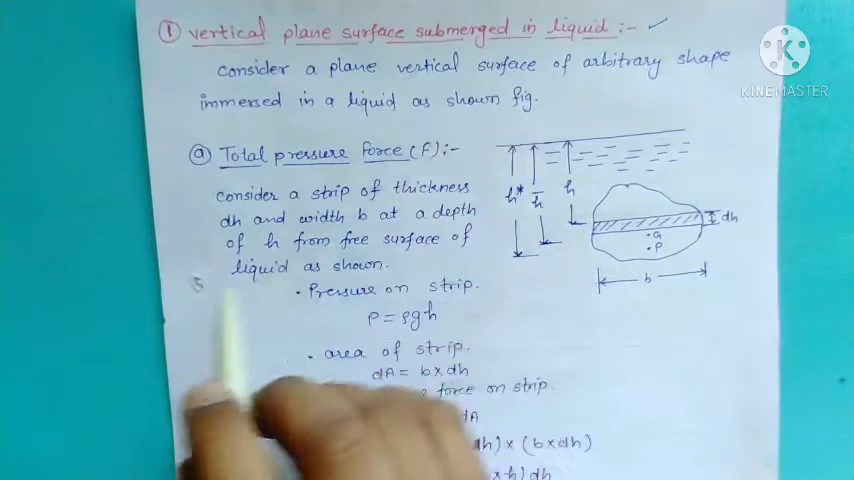 ① vertical plane surface submerged in liquid :- ✓
consider a plane vertical surface of arbitrary shape
immersed in a liquid as shown fig.
ⓐ Total pressure force (F) :-
consider a strip of thickness
dh and width b at a depth
of h from free surface of
liquid as shown.
• Pressure on strip.
P = ρgh
• area of strip.
dA = b x dh
force on strip.
dA
h) x (b x dh)
x h) dh
h* h̄ h
dh
G
P
b
KINEMASTER